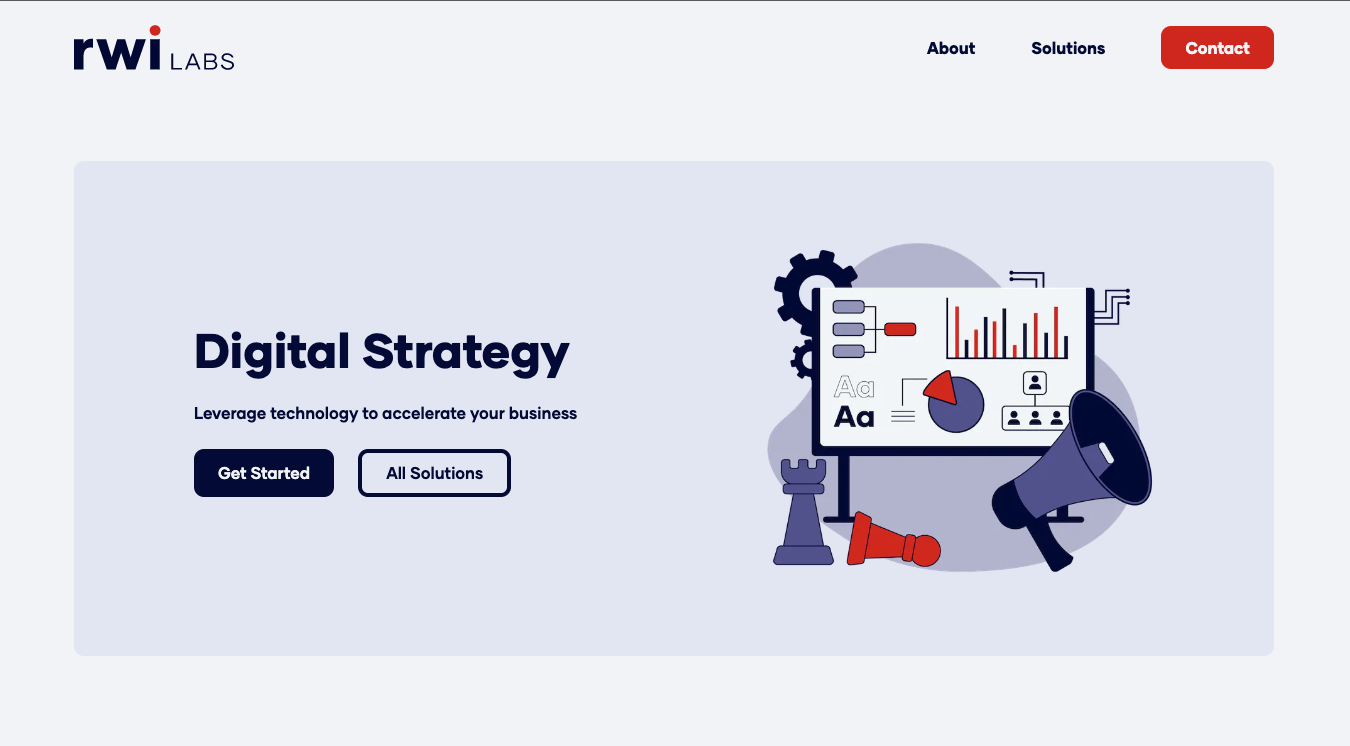 rwi LABS
About
Solutions
Contact
Digital Strategy
Leverage technology to accelerate your business
Get Started
All Solutions
Aa
Aa